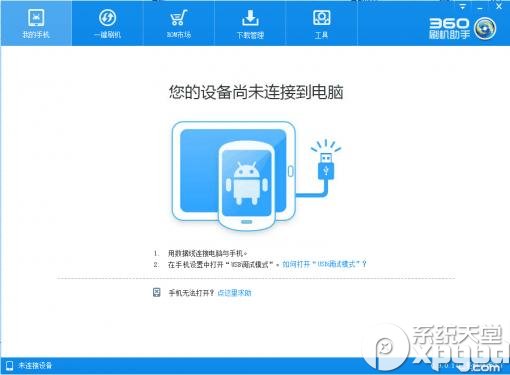 360
刷机助手
我的手机
一键刷机
ROM市场
下载管理
工具
您的设备尚未连接到电脑
1. 用数据线连接电脑与手机。
2. 在手机设置中打开“USB调试模式”。如何打开“USB调试模式”？
手机无法打开？点这里求助
未连接设备
系统天堂